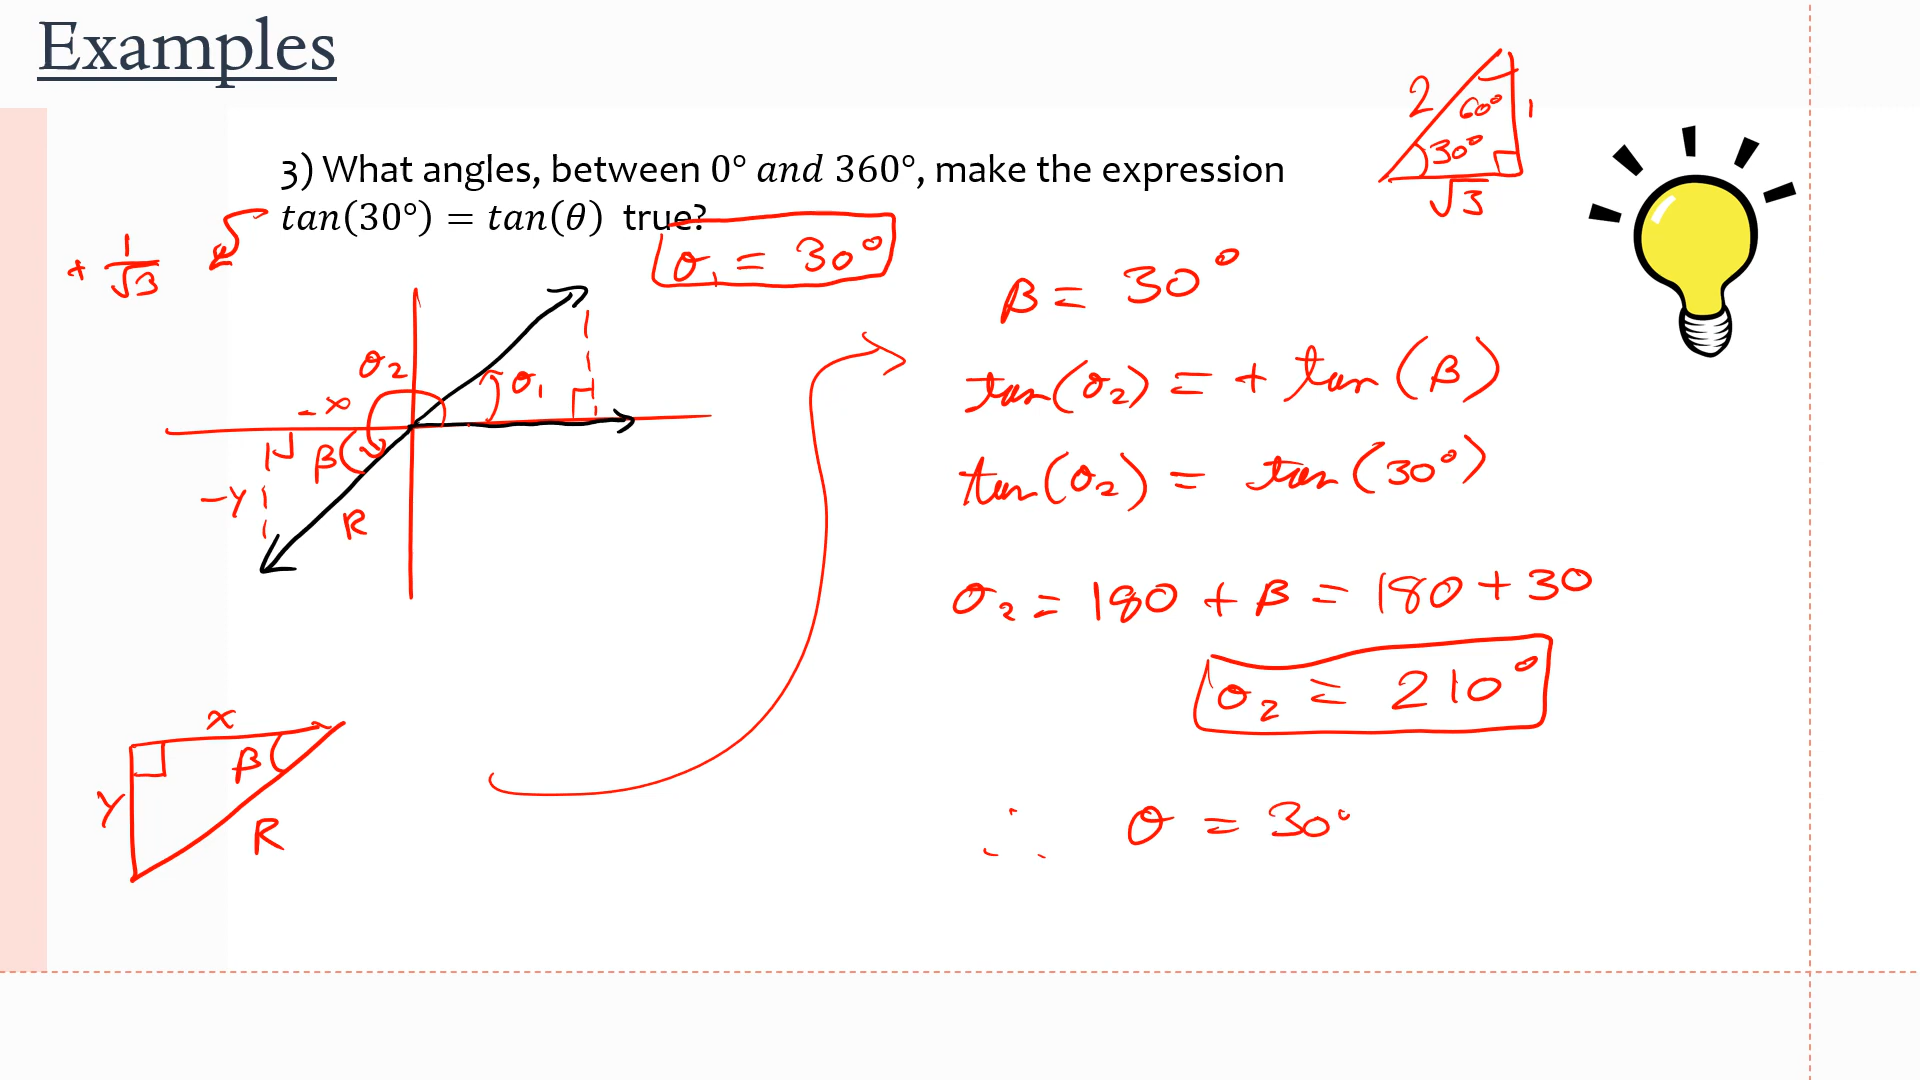 Examples
3) What angles, between 0° and 360°, make the expression
tan(30°) = tan(θ) true?
+ 1/√3
θ₁ = 30°
2
60°
1
30°
√3
β = 30°
θ₂
θ₁
-x
β
-y
R
tan(θ₂) = + tan(β)
tan(θ₂) = tan(30°)
θ₂ = 180 + β = 180 + 30
θ₂ = 210°
x
β
y
R
∴ θ = 30°